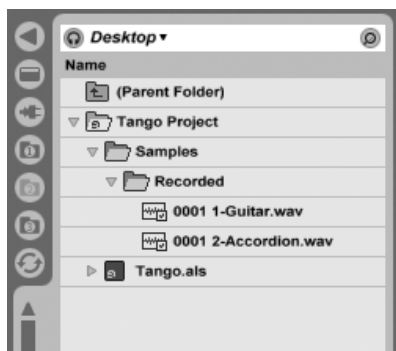 Desktop
Name
(Parent Folder)
Tango Project
Samples
Recorded
0001 1-Guitar.wav
0001 2-Accordion.wav
Tango.als